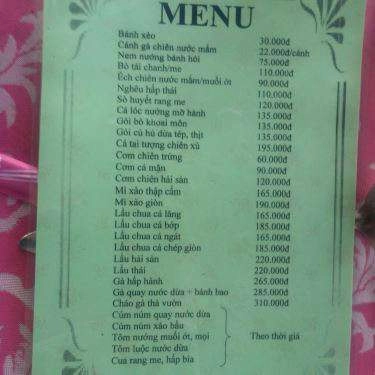 MENU
Bánh xèo 30.000đ
Cánh gà chiên nước mắm 22.000đ/cánh
Nem nướng bánh hỏi 75.000đ
Bò tái chanh/me 110.000đ
Ếch chiên nước mắm/muối ớt 90.000đ
Nghêu hấp thái 110.000đ
Sò huyết rang me 120.000đ
Cá lóc nướng mỡ hành 135.000đ
Gỏi bò khoai môn 135.000đ
Gỏi củ hủ dừa tép, thịt 135.000đ
Cá tai tượng chiên xù 195.000đ
Cơm chiên trứng 60.000đ
Cơm cá mặn 90.000đ
Cơm chiên hải sản 120.000đ
Mì xào thập cẩm 165.000đ
Mì xào giòn 190.000đ
Lẩu chua cá lăng 165.000đ
Lẩu chua cá bớp 185.000đ
Lẩu chua cá ngát 165.000đ
Lẩu chua cá chép giòn 185.000đ
Lẩu hải sản 220.000đ
Lẩu thái 220.000đ
Gà hấp hành 265.000đ
Gà quay nước dừa + bánh bao 285.000đ
Cháo gà thả vườn 310.000đ
Cúm núm quay nước dừa
Cúm núm xào bầu
Tôm nướng muối ớt, mọi Theo thời giá
Tôm luộc nước dừa
Cua rang me, hấp bia